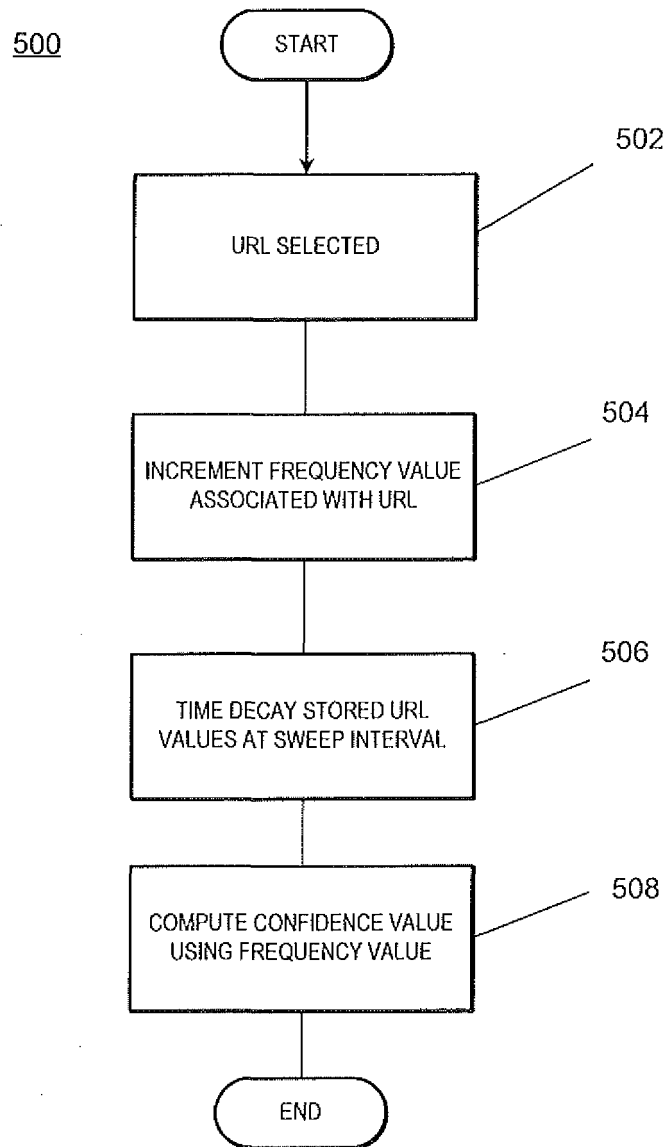 500
START
502
URL SELECTED
504
INCREMENT FREQUENCY VALUE
ASSOCIATED WITH URL
506
TIME DECAY STORED URL
VALUES AT SWEEP INTERVAL
508
COMPUTE CONFIDENCE VALUE
USING FREQUENCY VALUE
END